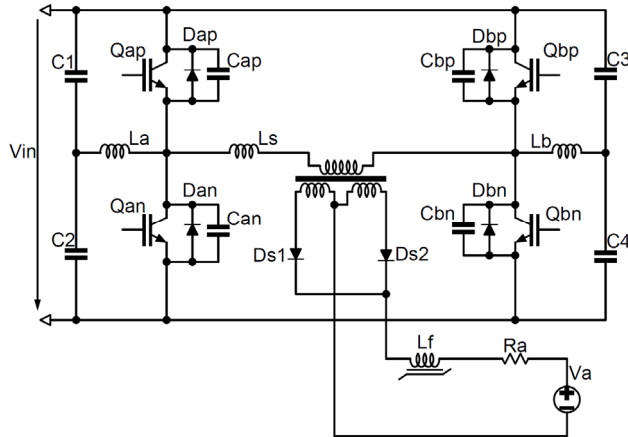 Dap
Dbp
C1
Qap
Cap
Cbp
Qbp
C3
Vin
La
Ls
Lb
Dan
Dbn
C2
Qan
Can
Cbn
Qbn
C4
Ds1
Ds2
Lf
Ra
Va